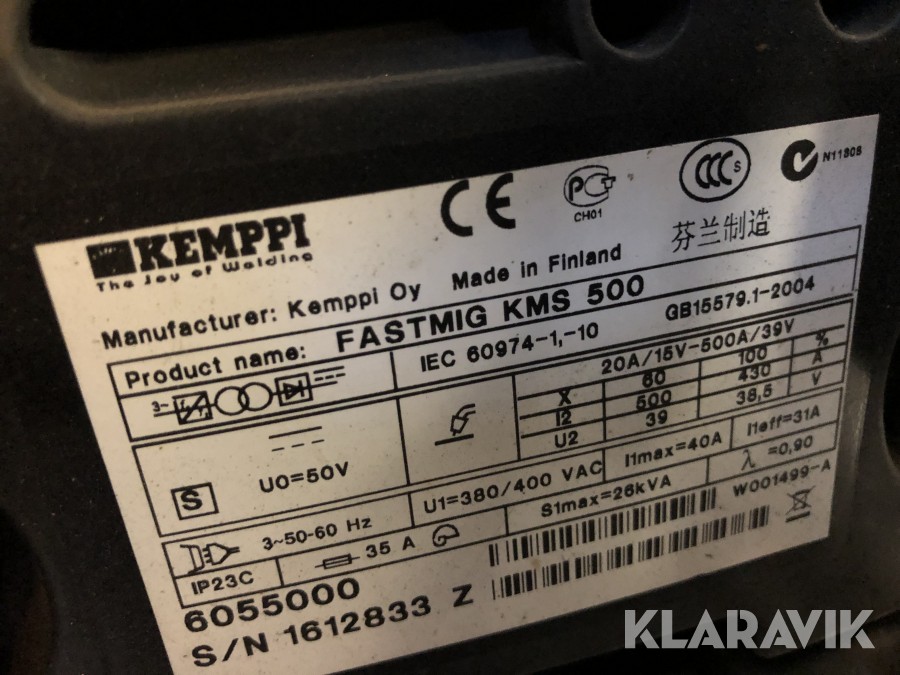 KEMPPI
The Joy of Welding
CE
CH01
CCC S
N11808
芬兰制造
Manufacturer: Kemppi Oy Made in Finland
Product name: FASTMIG KMS 500
IEC 60974-1,-10 GB15579.1-2004
3~
20A/15V-500A/39V
X 60 100 %
I2 500 430 A
U2 39 38,5 V
S U0=50V
U1=380/400 VAC I1max=40A I1eff=31A
3~50-60 Hz S1max=26kVA λ =0,90
IP23C 35 A W001499-A
6055000
S/N 1612833 Z
KLARAVIK